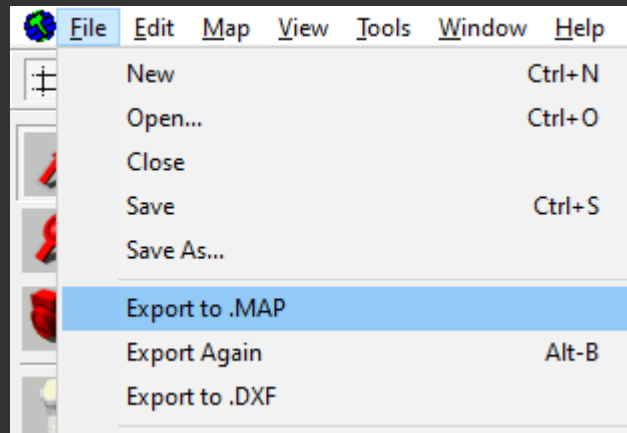 File Edit Map View Tools Window Help
New Ctrl+N
Open... Ctrl+O
Close
Save Ctrl+S
Save As...
Export to .MAP
Export Again Alt-B
Export to .DXF